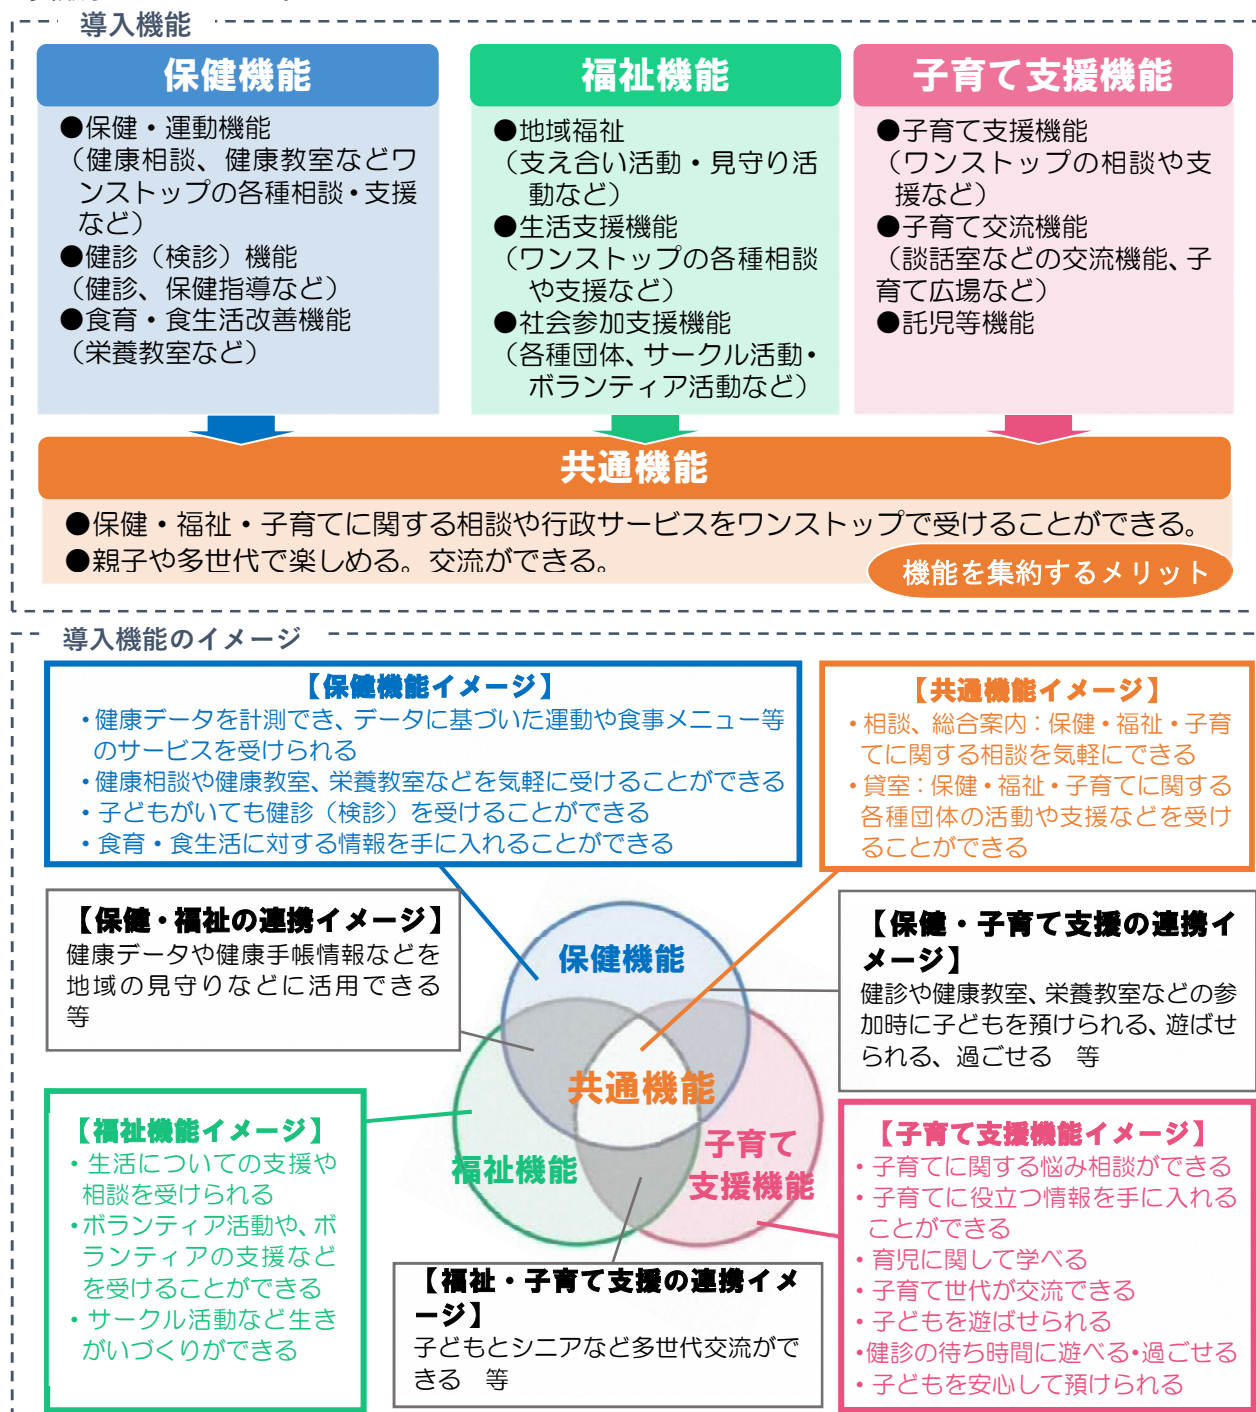 導入機能
保健機能
●保健・運動機能
（健康相談、健康教室などワ
ンストップの各種相談・支援
など）
●健診（検診）機能
（健診、保健指導など）
●食育・食生活改善機能
（栄養教室など）
福祉機能
●地域福祉
（支え合い活動・見守り活
動など）
●生活支援機能
（ワンストップの各種相談
や支援など）
●社会参加支援機能
（各種団体、サークル活動・
ボランティア活動など）
子育て支援機能
●子育て支援機能
（ワンストップの相談や支
援など）
●子育て交流機能
（談話室などの交流機能、子
育て広場など）
●託児等機能
共通機能
●保健・福祉・子育てに関する相談や行政サービスをワンストップで受けることができる。
●親子や多世代で楽しめる。交流ができる。
機能を集約するメリット
導入機能のイメージ
【保健機能イメージ】
・健康データを計測でき、データに基づいた運動や食事メニュー等
のサービスを受けられる
・健康相談や健康教室、栄養教室などを気軽に受けることができる
・子どもがいても健診（検診）を受けることができる
・食育・食生活に対する情報を手に入れることができる
【共通機能イメージ】
・相談、総合案内：保健・福祉・子育
てに関する相談を気軽にできる
・貸室：保健・福祉・子育てに関する
各種団体の活動や支援などを受け
ることができる
【保健・福祉の連携イメージ】
健康データや健康手帳情報などを
地域の見守りなどに活用できる
等
【保健・子育て支援の連携イ
メージ】
健診や健康教室、栄養教室などの参
加時に子どもを預けられる、遊ばせ
られる、過ごせる　等
保健機能
共通機能
福祉機能
子育て
支援機能
【福祉機能イメージ】
・生活についての支援や
相談を受けられる
・ボランティア活動や、ボ
ランティアの支援など
を受けることができる
・サークル活動など生き
がいづくりができる
【福祉・子育て支援の連携イメ
ージ】
子どもとシニアなど多世代交流がで
きる　等
【子育て支援機能イメージ】
・子育てに関する悩み相談ができる
・子育てに役立つ情報を手に入れる
ことができる
・育児に関して学べる
・子育て世代が交流できる
・子どもを遊ばせられる
・健診の待ち時間に遊べる・過ごせる
・子どもを安心して預けられる